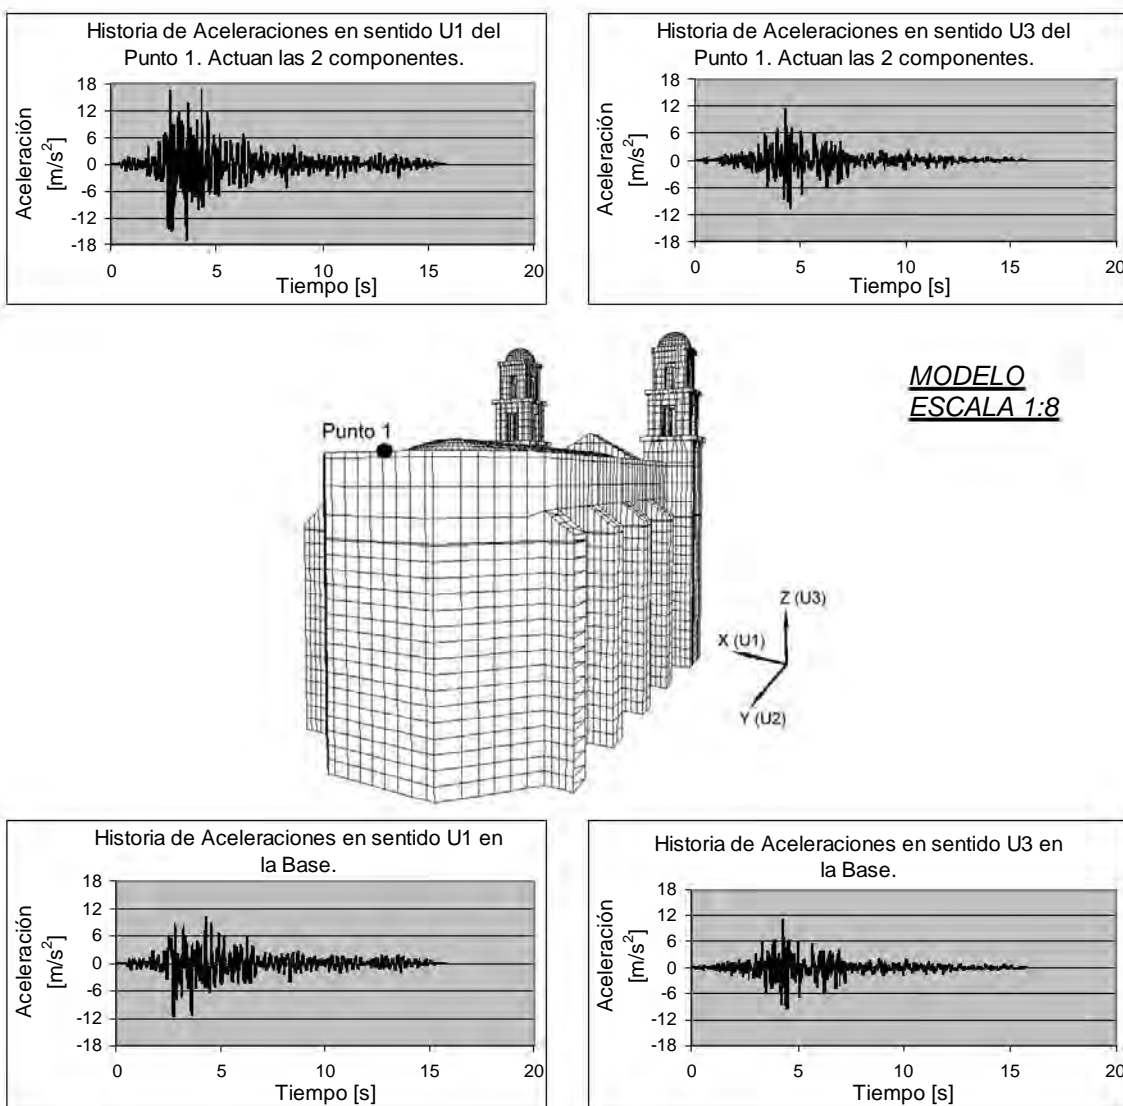 Historia de Aceleraciones en sentido U1 del
Punto 1. Actuan las 2 componentes.
Aceleración
[m/s²]
18
12
6
0
-6
-12
-18
0 5 10 15 20
Tiempo [s]
Historia de Aceleraciones en sentido U3 del
Punto 1. Actuan las 2 componentes.
Aceleración
[m/s²]
18
12
6
0
-6
-12
-18
0 5 10 15 20
Tiempo [s]
MODELO
ESCALA 1:8
Punto 1
Z (U3)
X (U1)
Y (U2)
Historia de Aceleraciones en sentido U1 en
la Base.
Aceleración
[m/s²]
18
12
6
0
-6
-12
-18
0 5 10 15 20
Tiempo [s]
Historia de Aceleraciones en sentido U3 en
la Base.
Aceleración
[m/s²]
18
12
6
0
-6
-12
-18
0 5 10 15 20
Tiempo [s]